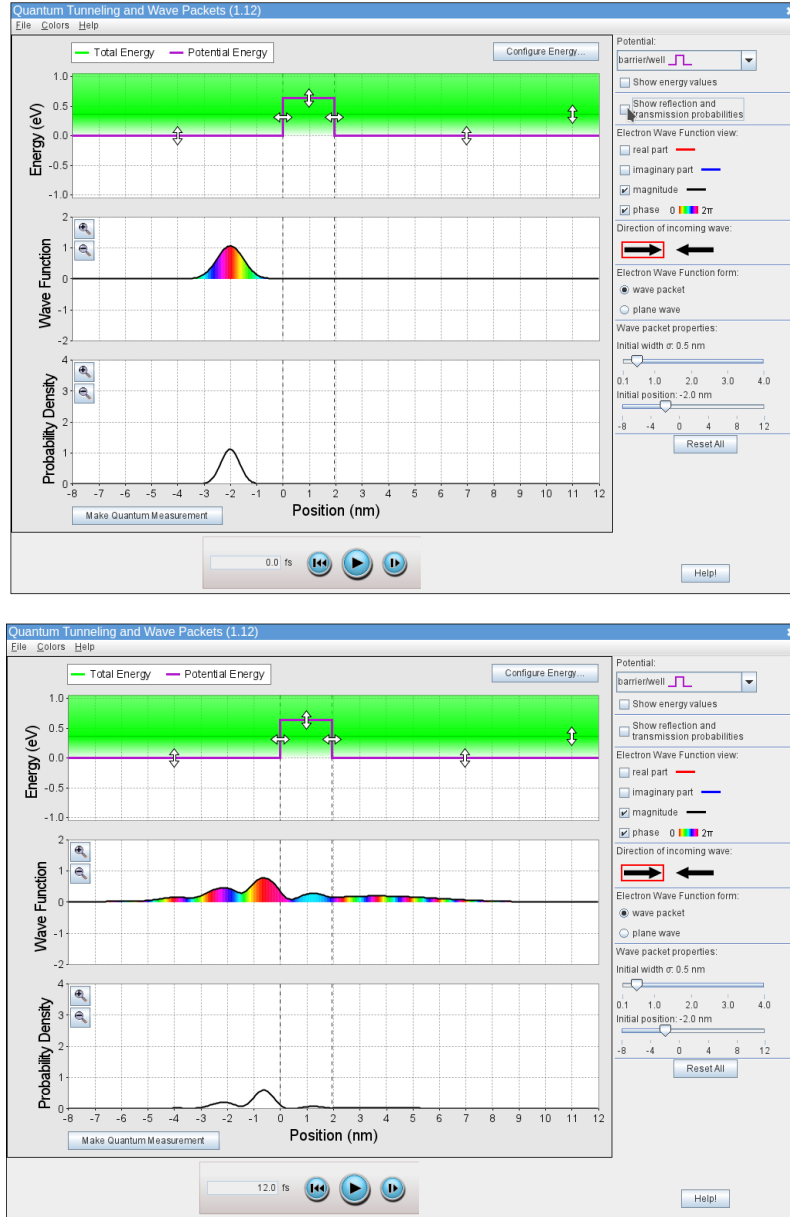 Quantum Tunneling and Wave Packets (1.12)
File Colors Help
Total Energy Potential Energy
Configure Energy...
Energy (eV)
1.0
0.5
0.0
-0.5
-1.0
Wave Function
2
1
0
-1
-2
Probability Density
4
3
2
1
0
-8 -7 -6 -5 -4 -3 -2 -1 0 1 2 3 4 5 6 7 8 9 10 11 12
Position (nm)
Make Quantum Measurement
0.0 fs
Potential:
barrier/well
Show energy values
Show reflection and
transmission probabilities
Electron Wave Function view:
real part
imaginary part
magnitude
phase 0 2π
Direction of incoming wave:
Electron Wave Function form:
wave packet
plane wave
Wave packet properties:
Initial width σ: 0.5 nm
0.1 1.0 2.0 3.0 4.0
Initial position: -2.0 nm
-8 -4 0 4 8 12
Reset All
Help!
Quantum Tunneling and Wave Packets (1.12)
File Colors Help
Total Energy Potential Energy
Configure Energy...
Energy (eV)
1.0
0.5
0.0
-0.5
-1.0
Wave Function
2
1
0
-1
-2
Probability Density
4
3
2
1
0
-8 -7 -6 -5 -4 -3 -2 -1 0 1 2 3 4 5 6 7 8 9 10 11 12
Position (nm)
Make Quantum Measurement
12.0 fs
Potential:
barrier/well
Show energy values
Show reflection and
transmission probabilities
Electron Wave Function view:
real part
imaginary part
magnitude
phase 0 2π
Direction of incoming wave:
Electron Wave Function form:
wave packet
plane wave
Wave packet properties:
Initial width σ: 0.5 nm
0.1 1.0 2.0 3.0 4.0
Initial position: -2.0 nm
-8 -4 0 4 8 12
Reset All
Help!